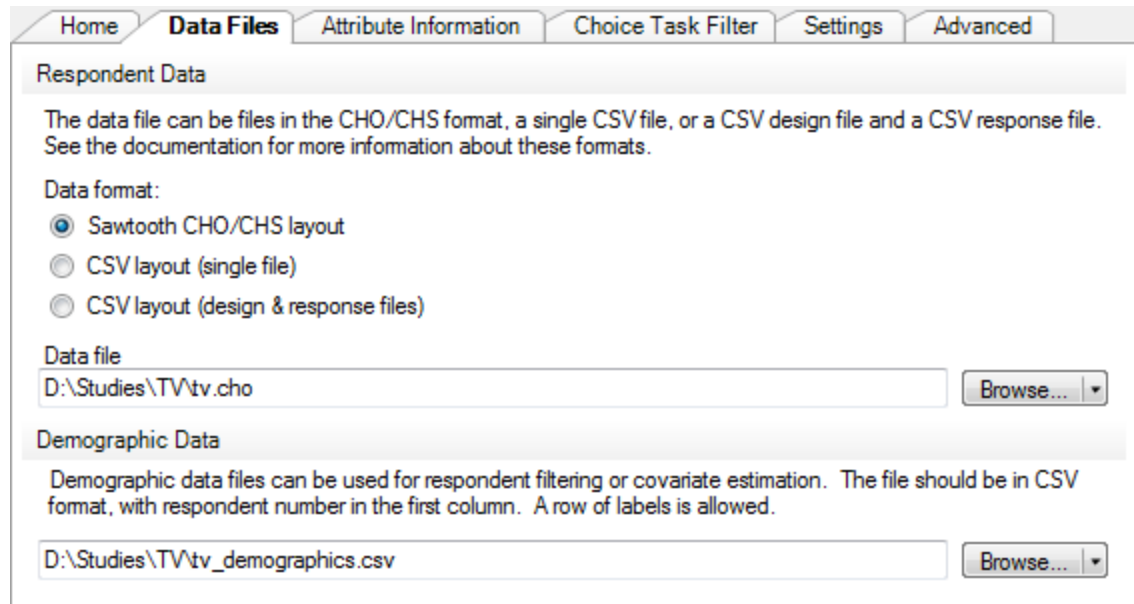 Home Data Files Attribute Information Choice Task Filter Settings Advanced
Respondent Data
The data file can be files in the CHO/CHS format, a single CSV file, or a CSV design file and a CSV response file.
See the documentation for more information about these formats.
Data format:
Sawtooth CHO/CHS layout
CSV layout (single file)
CSV layout (design & response files)
Data file
D:\Studies\TV\tv.cho Browse...
Demographic Data
Demographic data files can be used for respondent filtering or covariate estimation. The file should be in CSV
format, with respondent number in the first column. A row of labels is allowed.
D:\Studies\TV\tv_demographics.csv Browse...